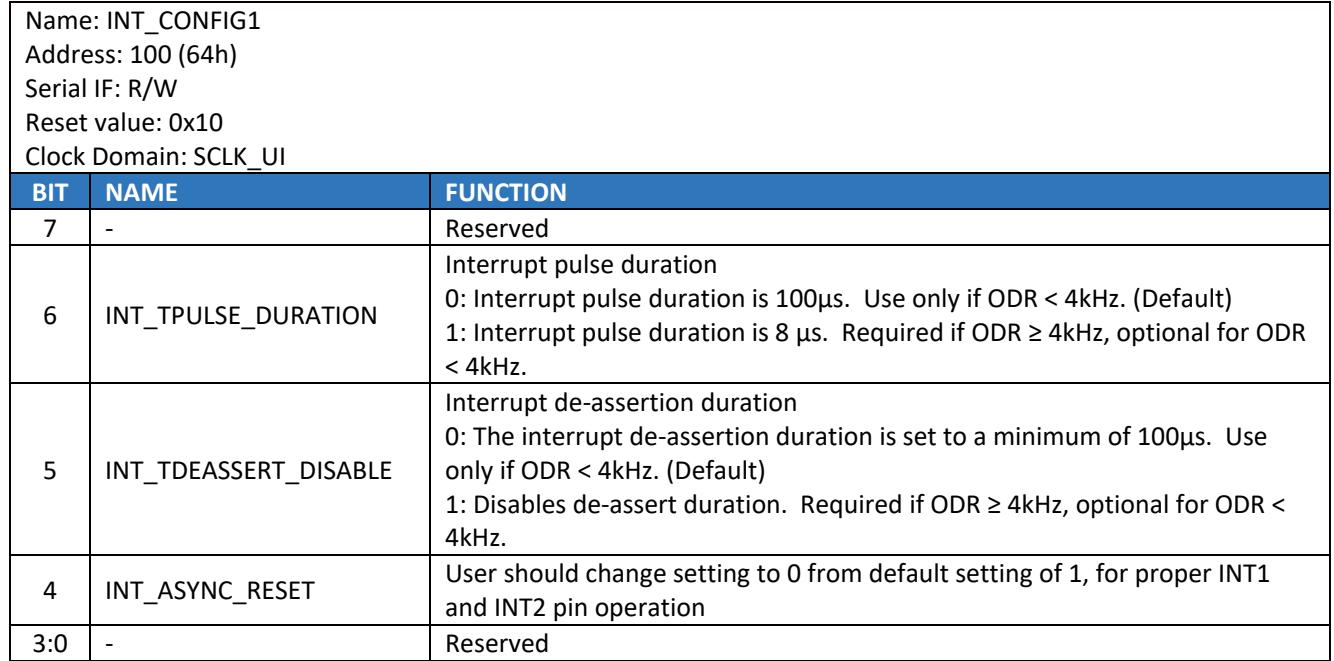 Name: INT_CONFIG1
Address: 100 (64h)
Serial IF: R/W
Reset value: 0x10
Clock Domain: SCLK_UI
BIT NAME FUNCTION
7 - Reserved
Interrupt pulse duration
0: Interrupt pulse duration is 100µs.  Use only if ODR < 4kHz. (Default)
6 INT_TPULSE_DURATION
1: Interrupt pulse duration is 8 µs.  Required if ODR ≥ 4kHz, optional for ODR
< 4kHz.
Interrupt de-assertion duration
0: The interrupt de-assertion duration is set to a minimum of 100µs.  Use
5 INT_TDEASSERT_DISABLE only if ODR < 4kHz. (Default)
1: Disables de-assert duration.  Required if ODR ≥ 4kHz, optional for ODR <
4kHz.
4 INT_ASYNC_RESET
User should change setting to 0 from default setting of 1, for proper INT1
and INT2 pin operation
3:0 - Reserved